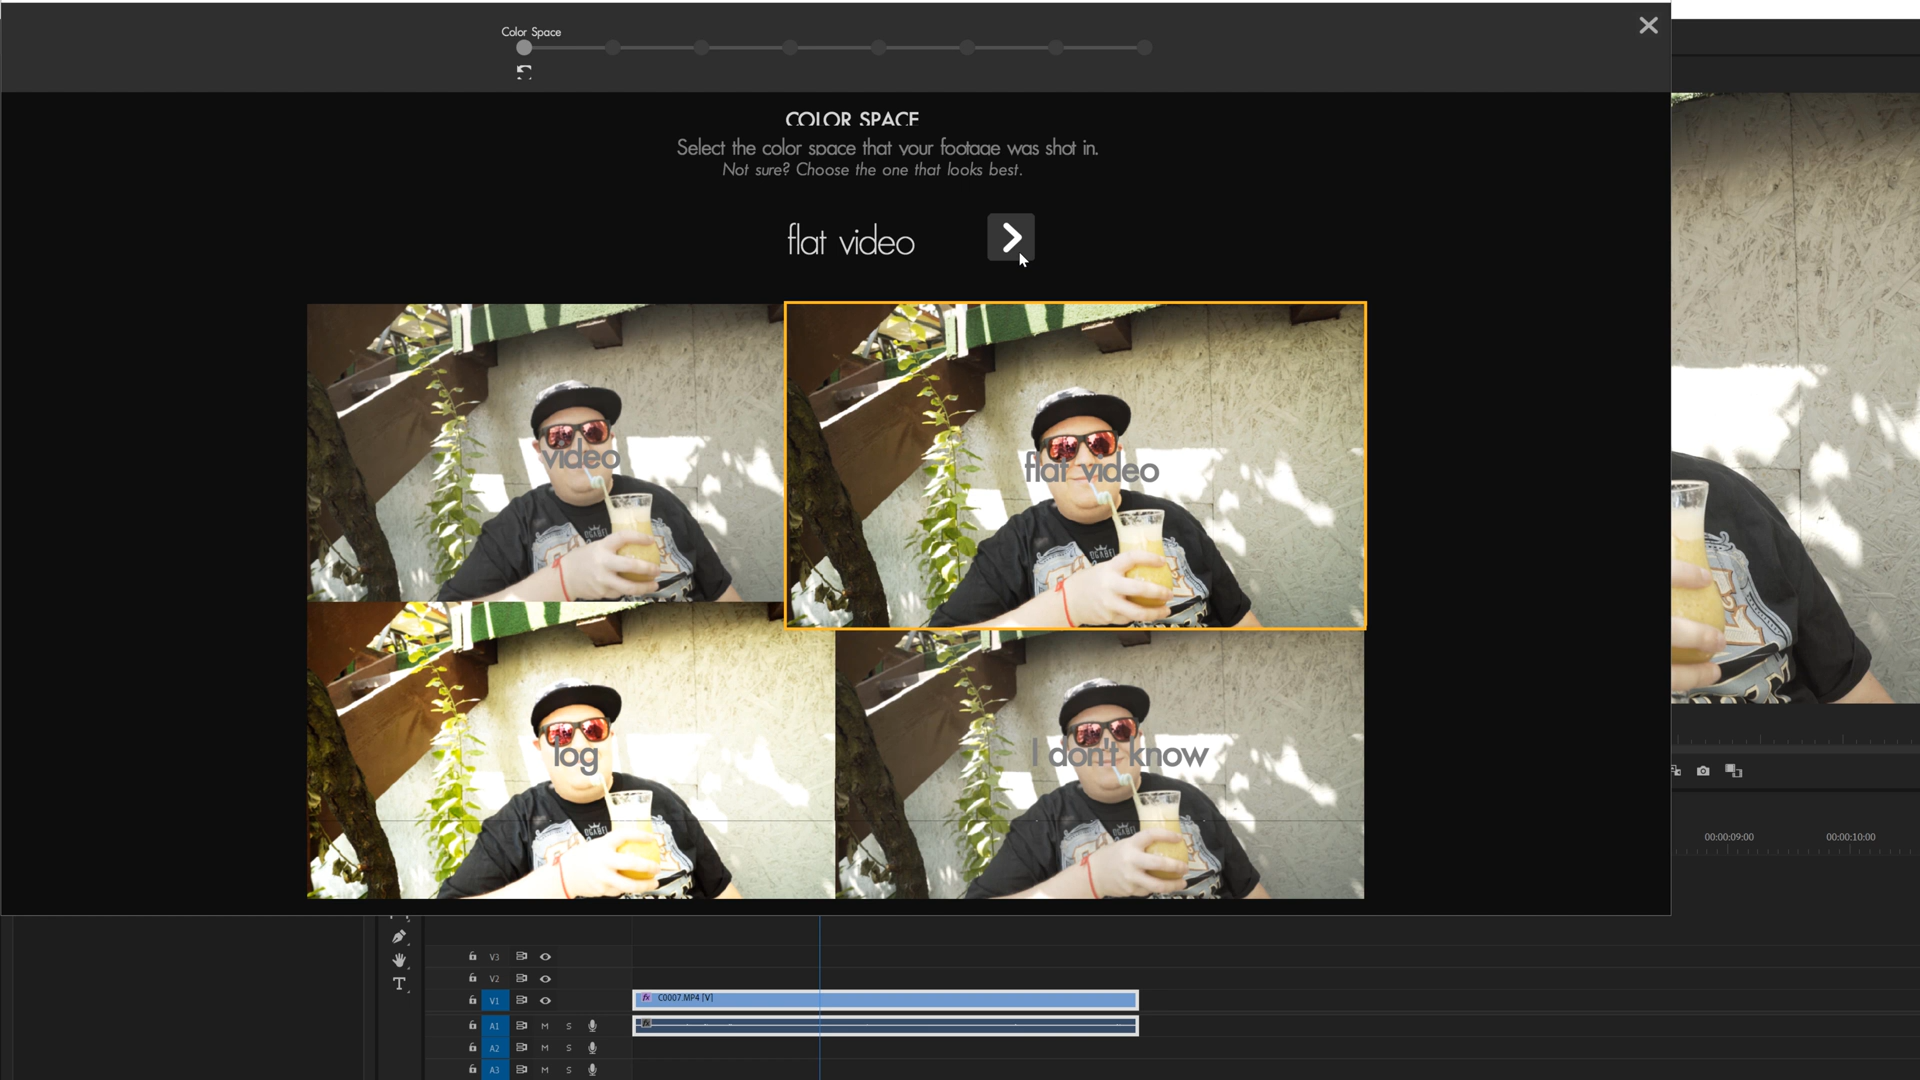 Color Space
COLOR SPACE
Select the color space that your footage was shot in.
Not sure? Choose the one that looks best.
flat video
video
flat video
log
I don't know
00:00:09:00
00:00:10:00
V3
V2
V1
C0007.MP4 [V]
A1 M S
A2 M S
A3 M S
T
fx